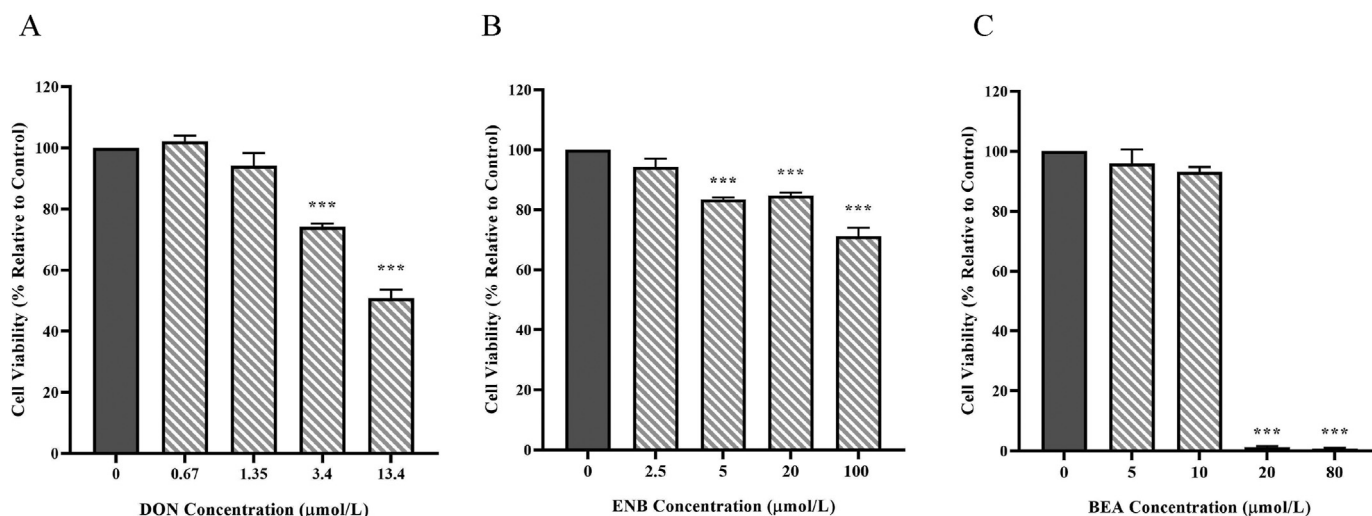 A
Cell Viability (% Relative to Control)
120
100
80
60
40
20
0
***
***
0 0.67 1.35 3.4 13.4
DON Concentration (μmol/L)
B
Cell Viability (% Relative to Control)
120
100
80
60
40
20
0
***
***
***
0 2.5 5 20 100
ENB Concentration (μmol/L)
C
Cell Viability (% Relative to Control)
120
100
80
60
40
20
0
***
***
0 5 10 20 80
BEA Concentration (μmol/L)